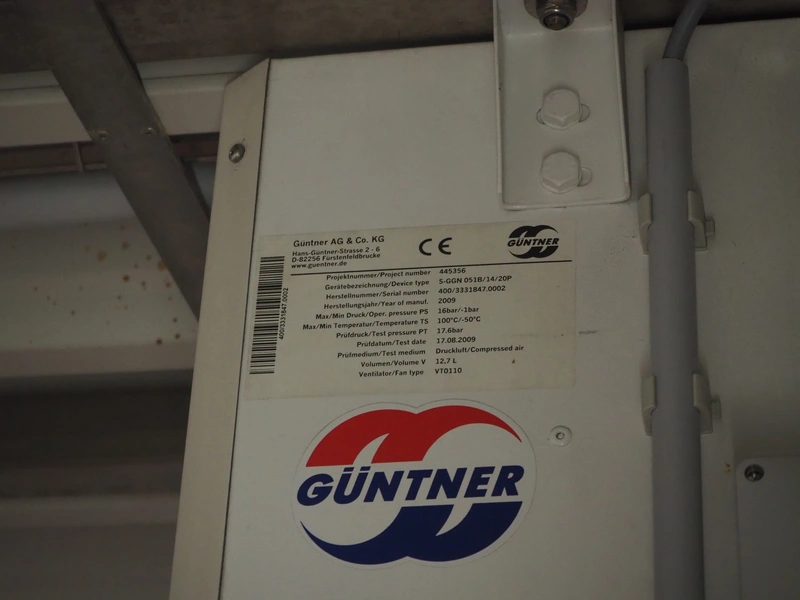 Güntner AG & Co. KG
Hans-Güntner-Strasse 2 - 6
D-82256 Fürstenfeldbrucke
www.guentner.de
CE
GÜNTNER
Projektnummer/Project number 445356
Gerätebezeichnung/Device type S-GGN 051B/14/20P
Herstellnummer/Serial number 400/3331847.0002
Herstellungsjahr/Year of manuf. 2009
Max/Min Druck/Oper. pressure PS 16bar/-1bar
Max/Min Temperatur/Temperature TS 100°C/-50°C
Prüfdruck/Test pressure PT 17.6bar
Prüfdatum/Test date 17.08.2009
Prüfmedium/Test medium Druckluft/Compressed air
Volumen/Volume V 12,7 L
Ventilator/Fan type VT0110
400/3331847.0002
GÜNTNER